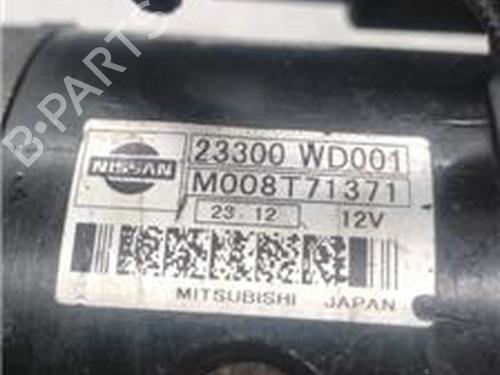 NISSAN
23300 WD001
M008T71371
23.12 12V
MITSUBISHI JAPAN
B-PARTS